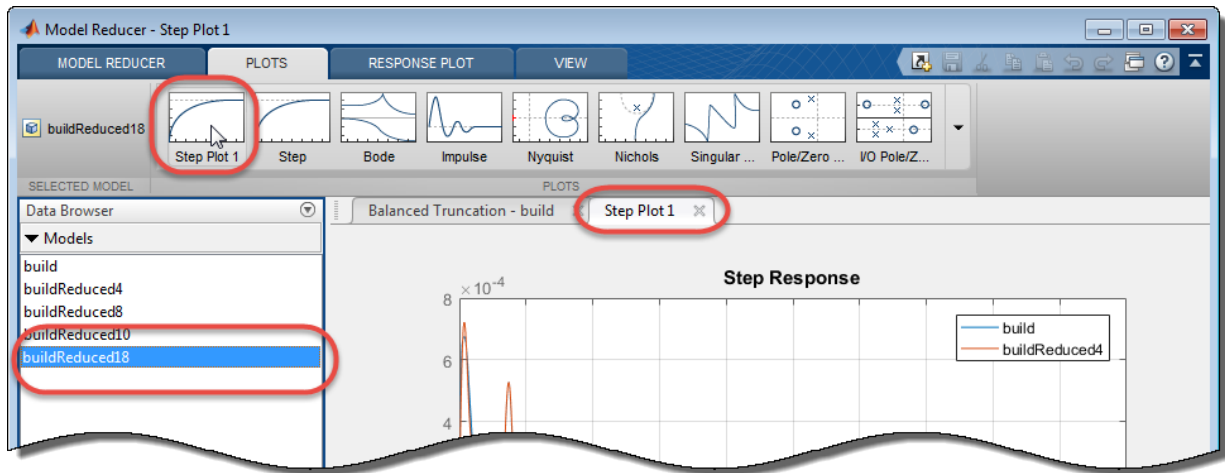 Model Reducer - Step Plot 1
MODEL REDUCER
PLOTS
RESPONSE PLOT
VIEW
buildReduced18
Step Plot 1
Step
Bode
Impulse
Nyquist
Nichols
Singular ...
Pole/Zero ...
I/O Pole/Z...
SELECTED MODEL
PLOTS
Data Browser
Balanced Truncation - build
Step Plot 1
Models
build
buildReduced4
buildReduced8
buildReduced10
buildReduced18
Step Response
×10⁻⁴
8
6
4
build
buildReduced4